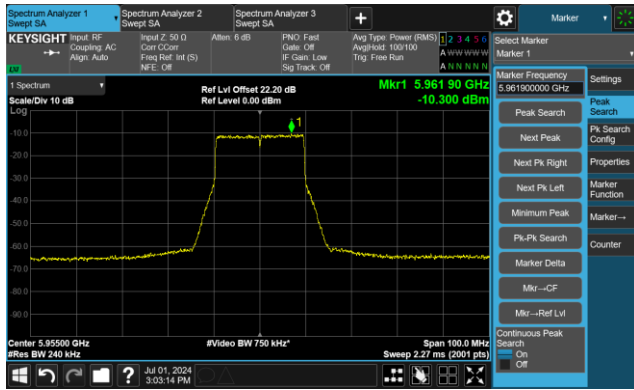 Spectrum Analyzer 1
Swept SA
Spectrum Analyzer 2
Swept SA
Spectrum Analyzer 3
Swept SA
+
Marker
KEYSIGHT
Input: RF
Coupling: AC
Align: Auto
Input Z: 50 Ω
Corr CCorr
Freq Ref: Int (S)
NFE: Off
Atten: 6 dB
PNO: Fast
Gate: Off
IF Gain: Low
Sig Track: Off
Avg Type: Power (RMS)
Avg|Hold: 100/100
Trig: Free Run
1 2 3 4 5 6
A W W W W W
A N N N N N
Select Marker
Marker 1
LXI
1 Spectrum
Scale/Div 10 dB
Log
Ref Lvl Offset 22.20 dB
Ref Level 0.00 dBm
Mkr1 5.961 90 GHz
-10.300 dBm
1
-10.0
-20.0
-30.0
-40.0
-50.0
-60.0
-70.0
-80.0
-90.0
Center 5.95500 GHz
#Res BW 240 kHz
#Video BW 750 kHz*
Span 100.0 MHz
Sweep 2.27 ms (2001 pts)
Marker Frequency
5.961900000 GHz
Peak Search
Next Peak
Next Pk Right
Next Pk Left
Minimum Peak
Pk-Pk Search
Marker Delta
Mkr→CF
Mkr→Ref Lvl
Continuous Peak
Search
On
Off
Settings
Peak
Search
Pk Search
Config
Properties
Marker
Function
Marker→
Counter
?
Jul 01, 2024
3:03:14 PM